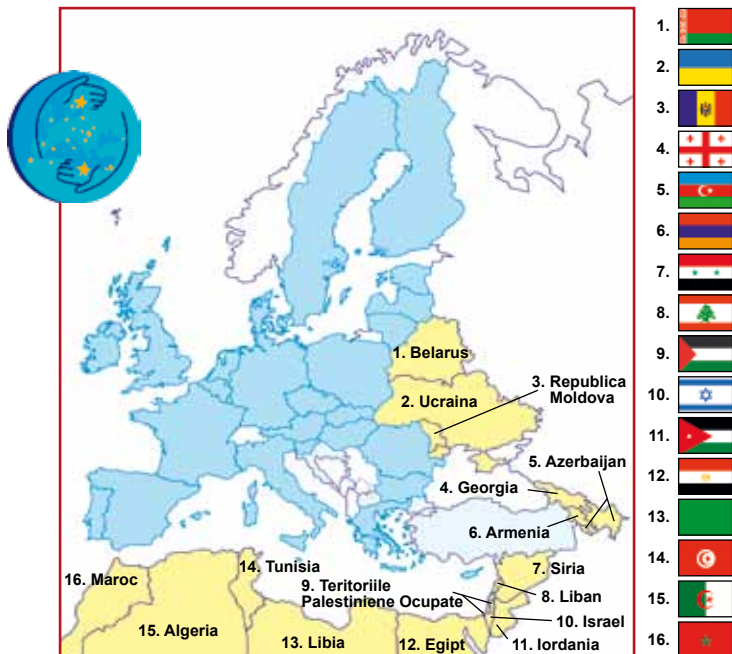 1. Belarus
2. Ucraina
3. Republica
Moldova
4. Georgia
5. Azerbaijan
6. Armenia
7. Siria
8. Liban
9. Teritoriile
Palestiniene Ocupate
10. Israel
11. Iordania
12. Egipt
13. Libia
14. Tunisia
15. Algeria
16. Maroc
1.
2.
3.
4.
5.
6.
7.
8.
9.
10.
11.
12.
13.
14.
15.
16.